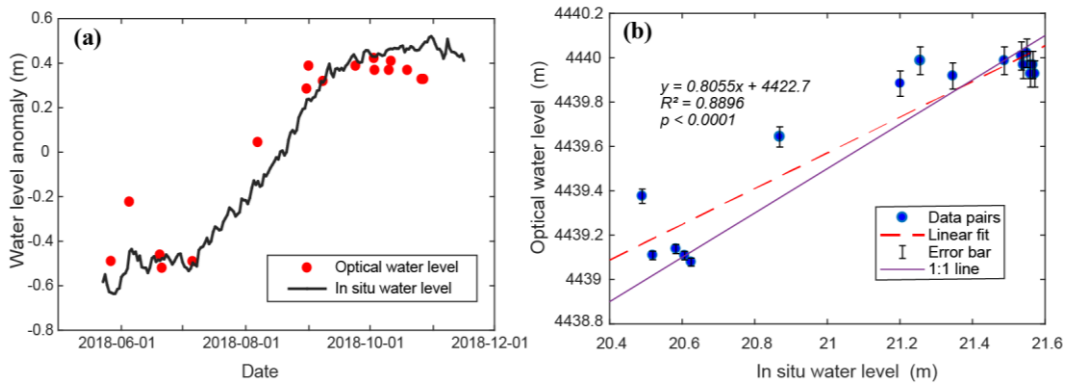 (a)
Water level anomaly (m)
0.6
0.4
0.2
0
-0.2
-0.4
-0.6
-0.8
2018-06-01
2018-08-01
2018-10-01
2018-12-01
Date
Optical water level
In situ water level
(b)
Optical water level (m)
4440.2
4440
4439.8
4439.6
4439.4
4439.2
4439
4438.8
20.4
20.6
20.8
21
21.2
21.4
21.6
In situ water level (m)
y = 0.8055x + 4422.7
R² = 0.8896
p < 0.0001
Data pairs
Linear fit
Error bar
1:1 line